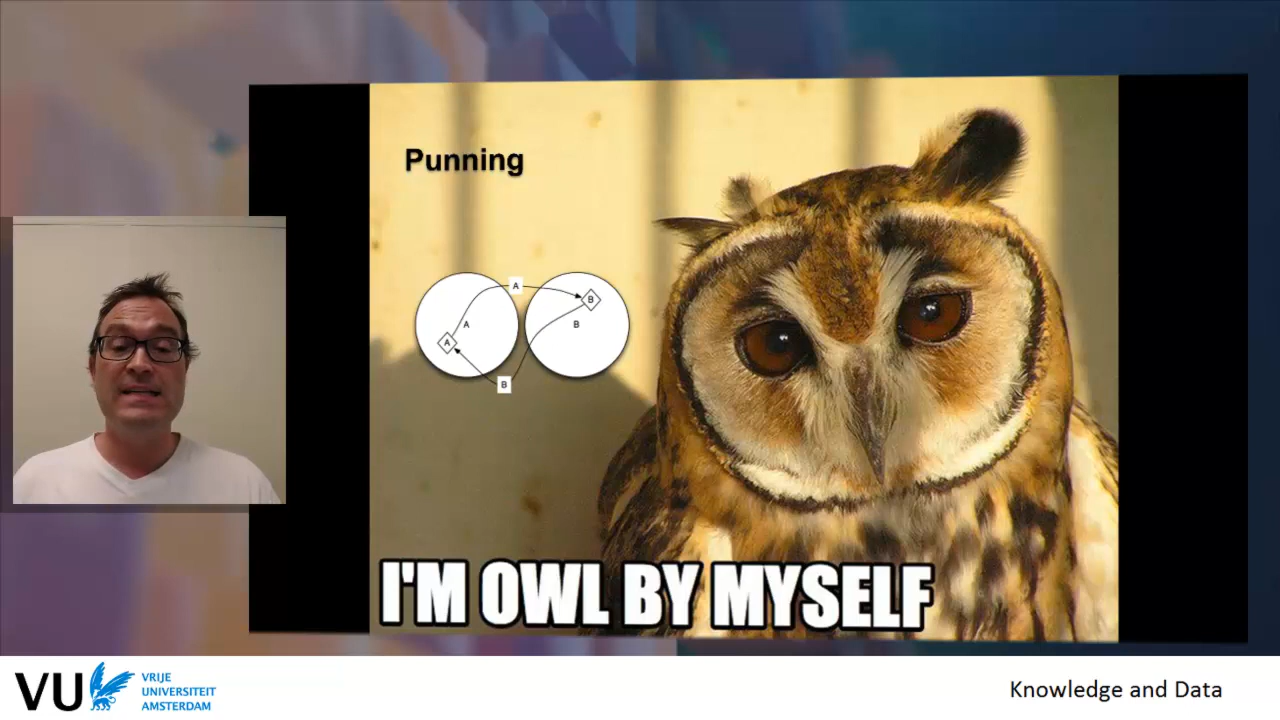 Punning
A
A
A
B
B
B
I'M OWL BY MYSELF
VU
VRIJE
UNIVERSITEIT
AMSTERDAM
Knowledge and Data